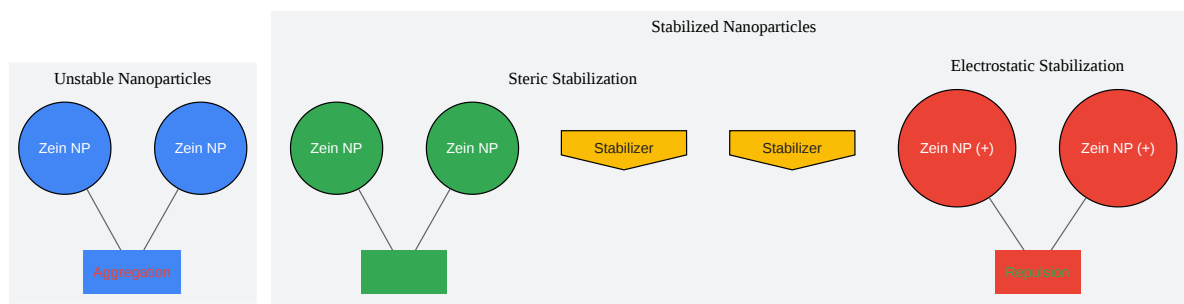 Stabilized Nanoparticles
Unstable Nanoparticles
Steric Stabilization
Electrostatic Stabilization
Zein NP
Zein NP
Zein NP
Zein NP
Stabilizer
Stabilizer
Zein NP (+)
Zein NP (+)
Aggregation
Repulsion